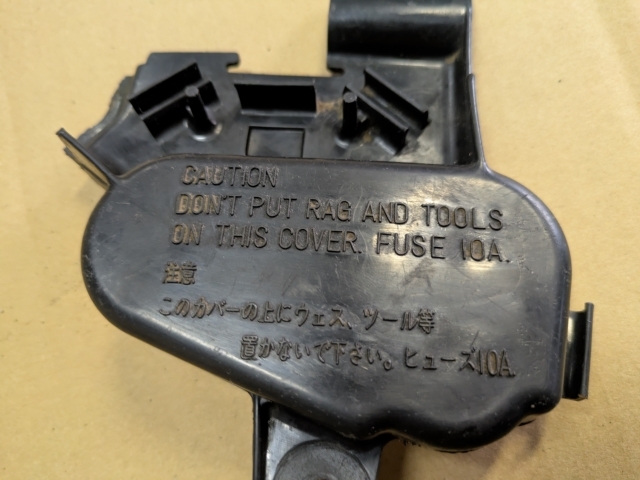 CAUTION
DON'T PUT RAG AND TOOLS
ON THIS COVER. FUSE 10A.
注意
このカバーの上にウェス、ツール等
置かないで下さい。ヒューズ10A